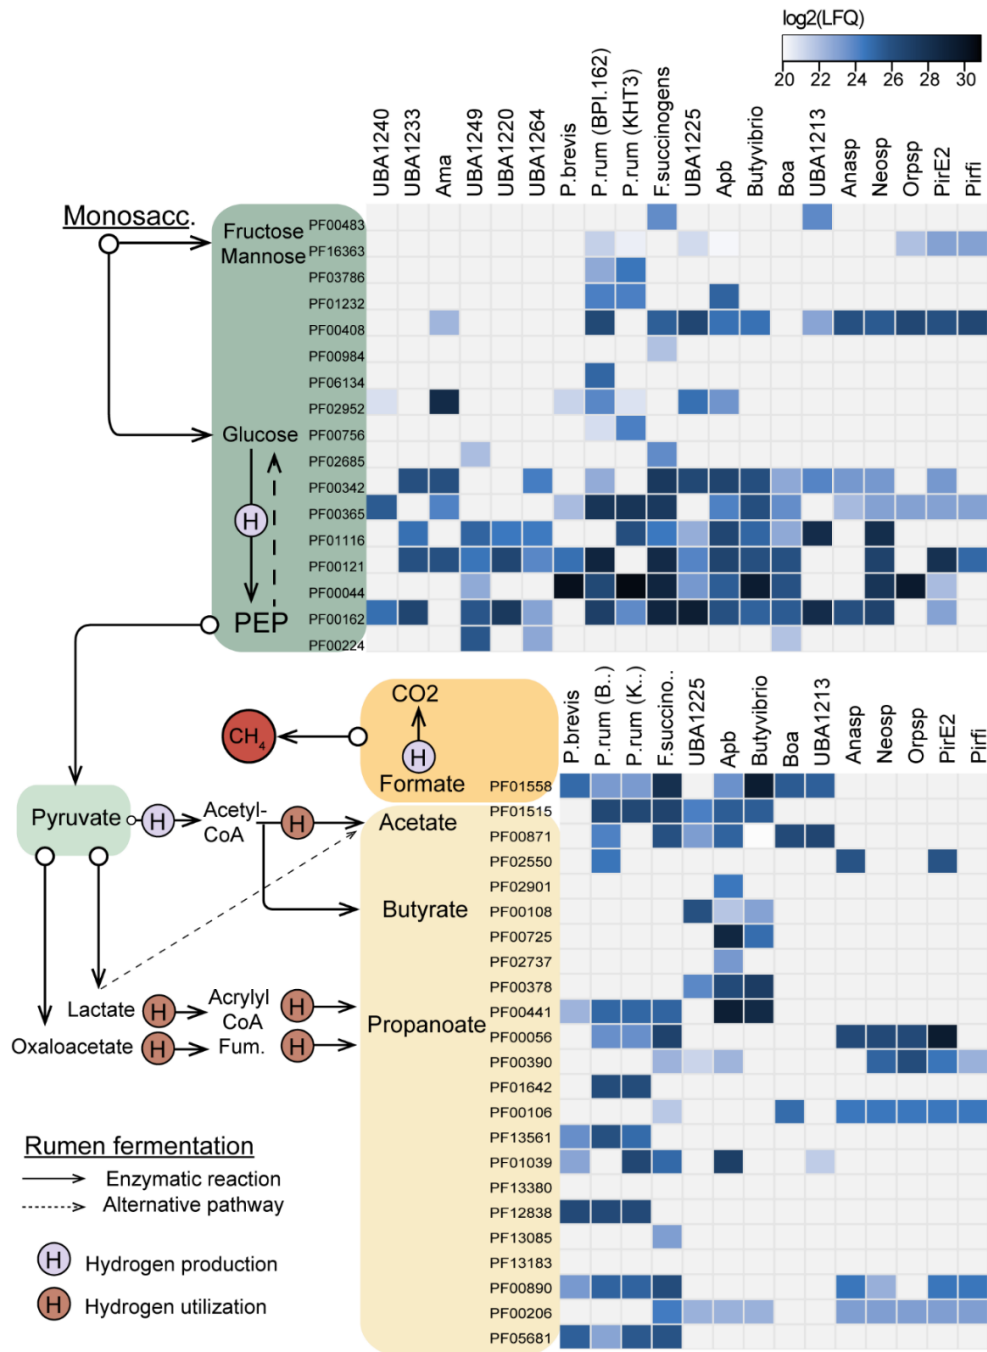 log2(LFQ)
20 22 24 26 28 30
UBA1240
UBA1233
Ama
UBA1249
UBA1220
UBA1264
P.brevis
P.rum (BPI.162)
P.rum (KHT3)
F.succinogens
UBA1225
Apb
Butyvibrio
Boa
UBA1213
Anasp
Neosp
Orpsp
PirE2
Pirfi
Monosacc.
Fructose
Mannose
Glucose
H
PEP
PF00483
PF16363
PF03786
PF01232
PF00408
PF00984
PF06134
PF02952
PF00756
PF02685
PF00342
PF00365
PF01116
PF00121
PF00044
PF00162
PF00224
P.brevis
P.rum (B..)
P.rum (K..)
F.succino..
UBA1225
Apb
Butyvibrio
Boa
UBA1213
Anasp
Neosp
Orpsp
PirE2
Pirfi
CO2
CH4
H
Formate
Pyruvate
H
Acetyl-
CoA
H
Acetate
Butyrate
Lactate
H
Acrylyl
CoA
H
Propanoate
Oxaloacetate
H
Fum.
H
PF01558
PF01515
PF00871
PF02550
PF02901
PF00108
PF00725
PF02737
PF00378
PF00441
PF00056
PF00390
PF01642
PF00106
PF13561
PF01039
PF13380
PF12838
PF13085
PF13183
PF00890
PF00206
PF05681
Rumen fermentation
Enzymatic reaction
Alternative pathway
H Hydrogen production
H Hydrogen utilization